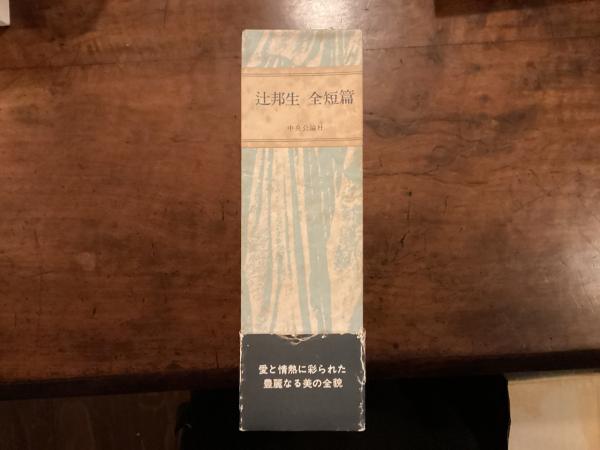 辻邦生 全短篇
中央公論社
愛と情熱に彩られた
豊麗なる美の全貌